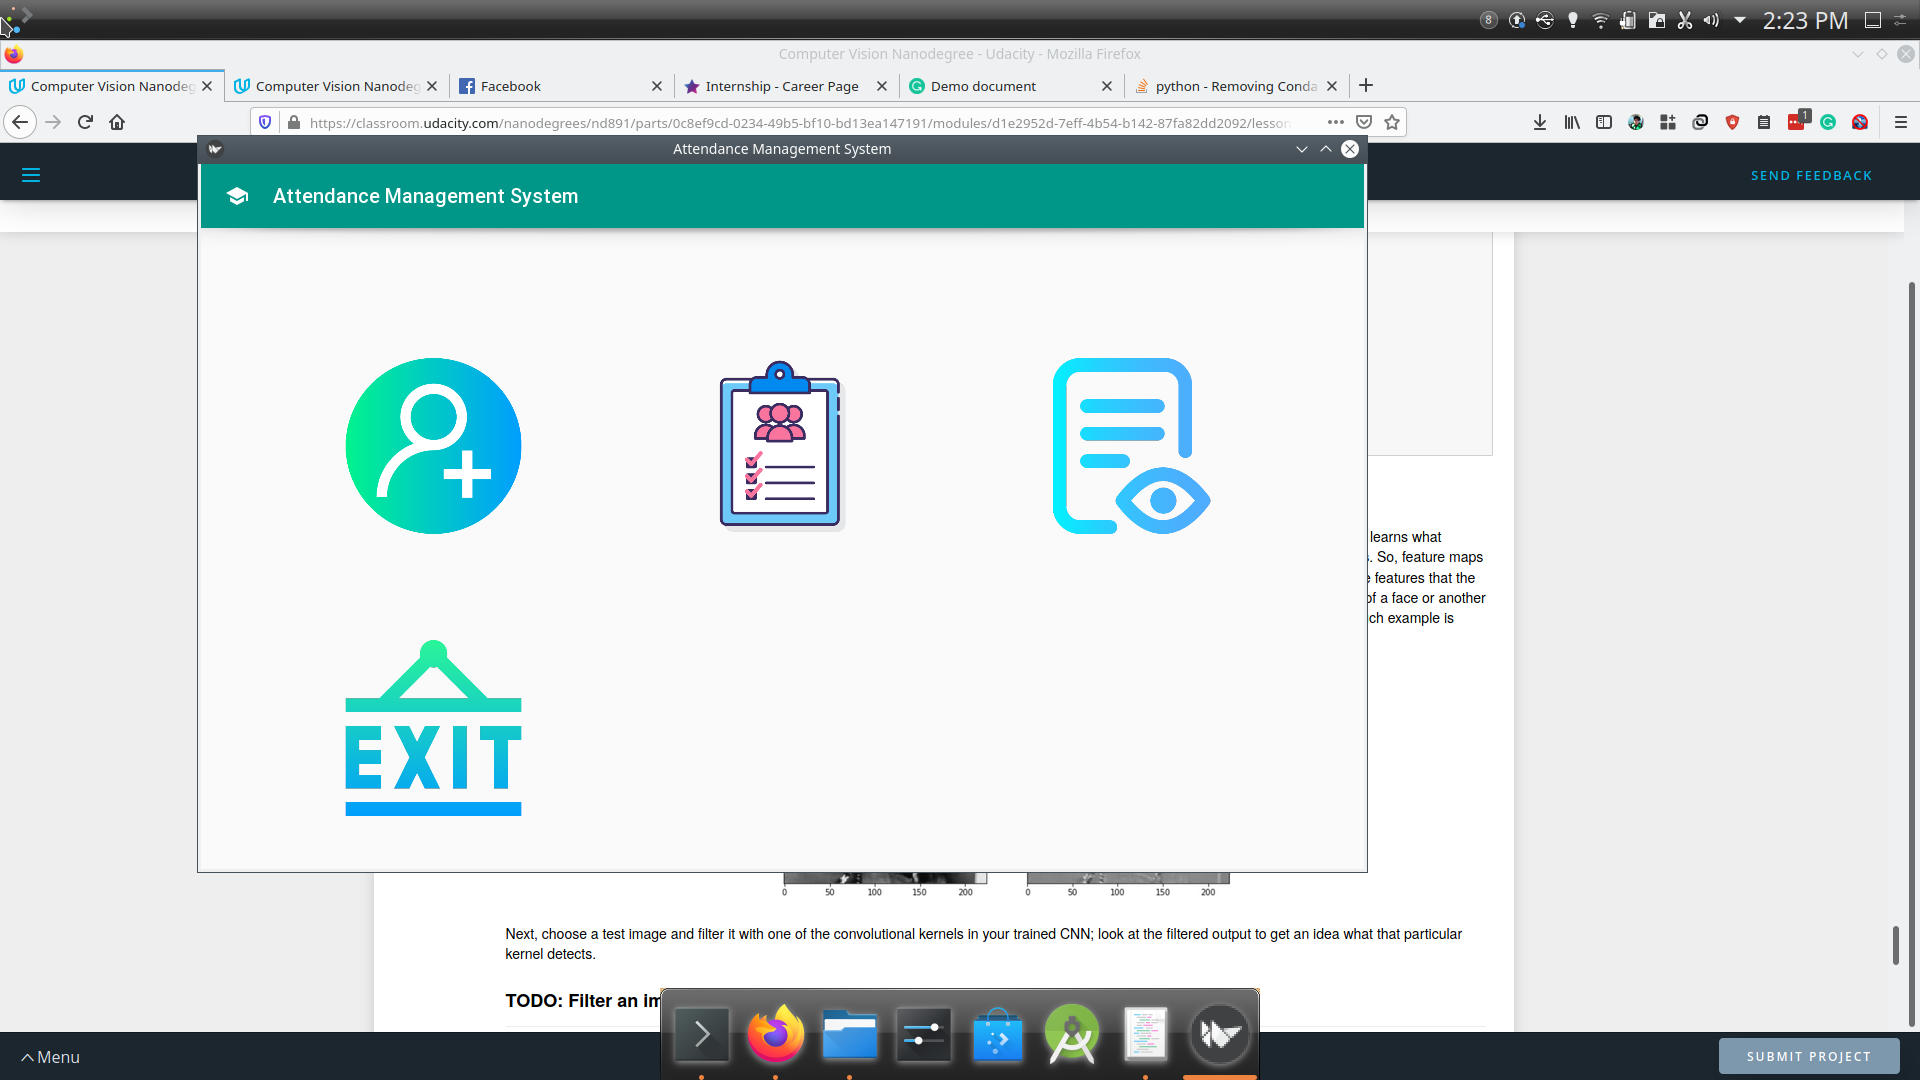 8
2:23 PM
Computer Vision Nanodegree - Udacity - Mozilla Firefox
Computer Vision Nanodeg
Computer Vision Nanodeg
Facebook
Internship - Career Page
Demo document
python - Removing Conda
https://classroom.udacity.com/nanodegrees/nd891/parts/0c8ef9cd-0234-49b5-bf10-bd13ea147191/modules/d1e2952d-7eff-4b54-b142-87fa82dd2092/lesson
1
Attendance Management System
SEND FEEDBACK
Attendance Management System
learns what
. So, feature maps
features that the
of a face or another
ch example is
EXIT
0 50 100 150 200
0 50 100 150 200
Next, choose a test image and filter it with one of the convolutional kernels in your trained CNN; look at the filtered output to get an idea what that particular
kernel detects.
TODO: Filter an im
Menu
SUBMIT PROJECT